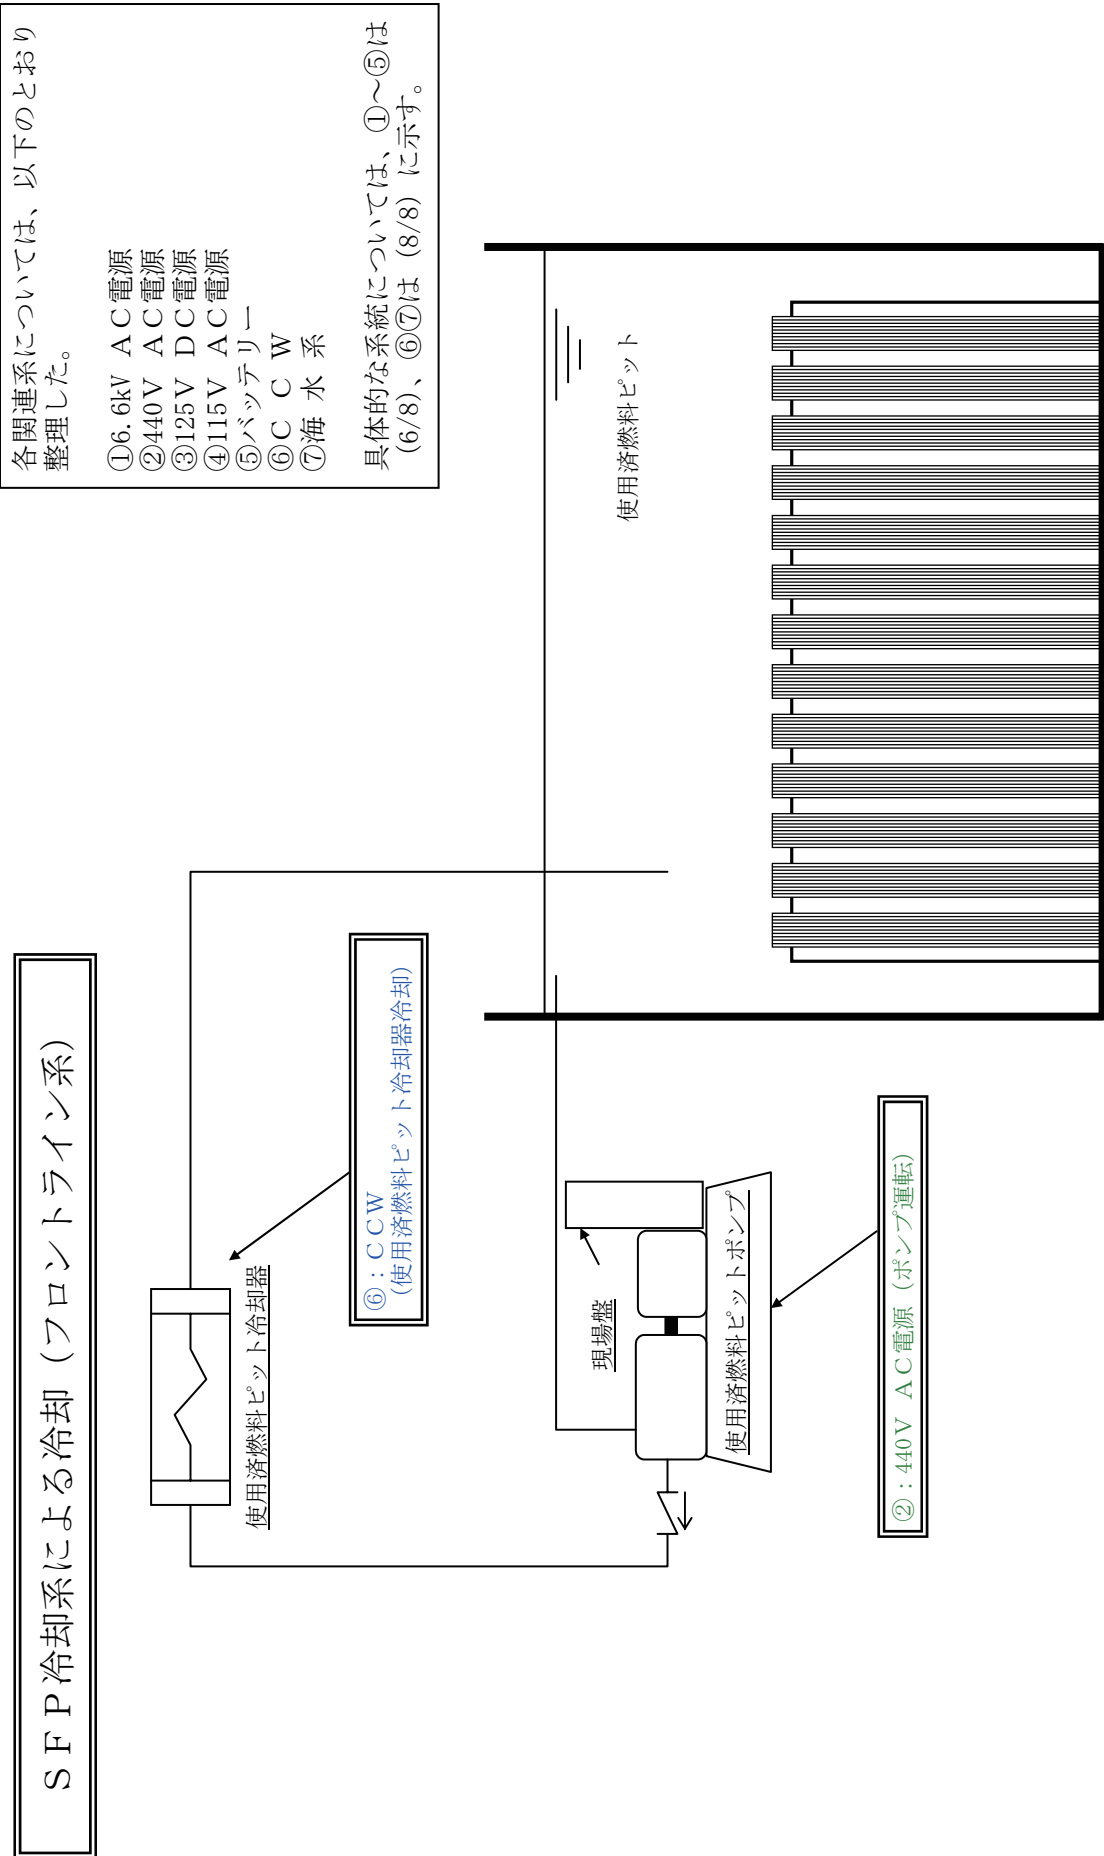 SFP冷却系による冷却（フロントライン系）
各関連系については、以下のとおり
整理した。
①6.6kV AC電源
②440V AC電源
③125V DC電源
④115V AC電源
⑤バッテリー
⑥C C W
⑦海 水 系
具体的な系統については、①～⑤は
(6/8)、⑥⑦は (8/8) に示す。
⑥：CCW
(使用済燃料ピット冷却器冷却)
使用済燃料ピット冷却器
使用済燃料ピット
現場盤
使用済燃料ピットポンプ
②：440V AC電源 (ポンプ運転)